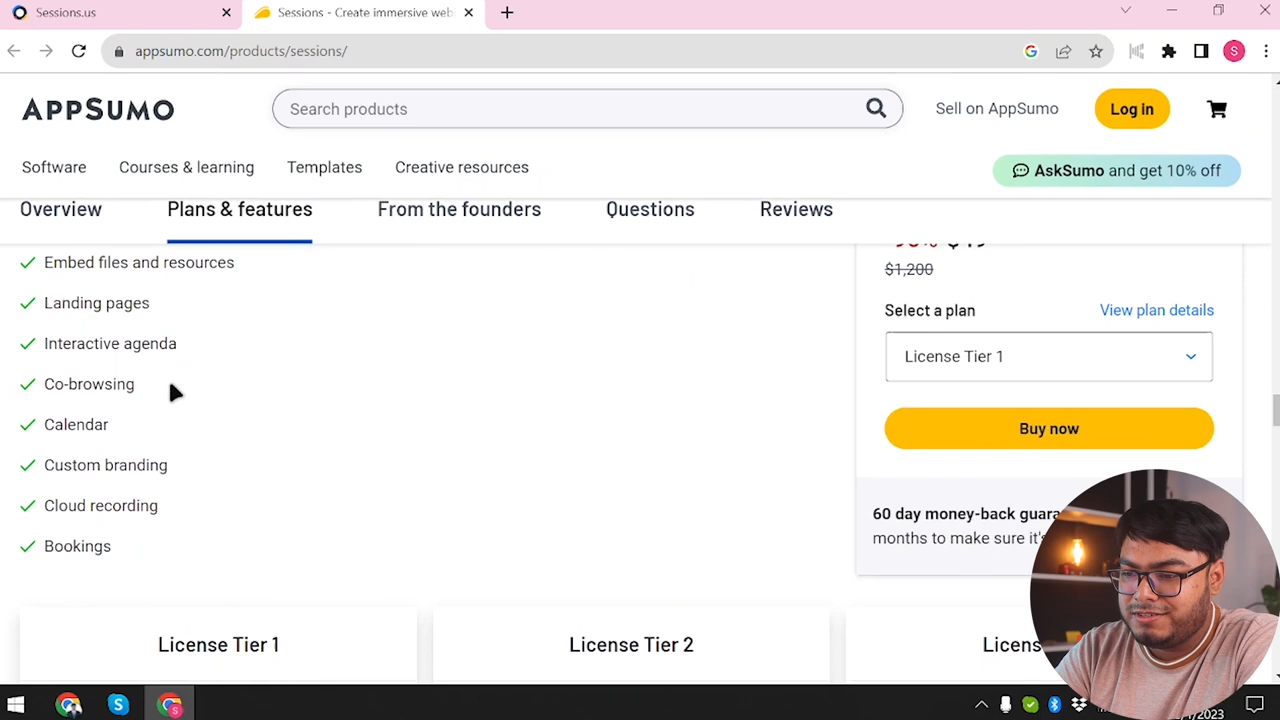 Sessions.us
Sessions - Create immersive web
appsumo.com/products/sessions/
S
APPSUMO
Search products
Sell on AppSumo
Log in
Software
Courses & learning
Templates
Creative resources
AskSumo and get 10% off
Overview
Plans & features
From the founders
Questions
Reviews
Embed files and resources
Landing pages
Interactive agenda
Co-browsing
Calendar
Custom branding
Cloud recording
Bookings
$1,200
Select a plan
View plan details
License Tier 1
Buy now
60 day money-back
months to make sure it's
License Tier 1
License Tier 2